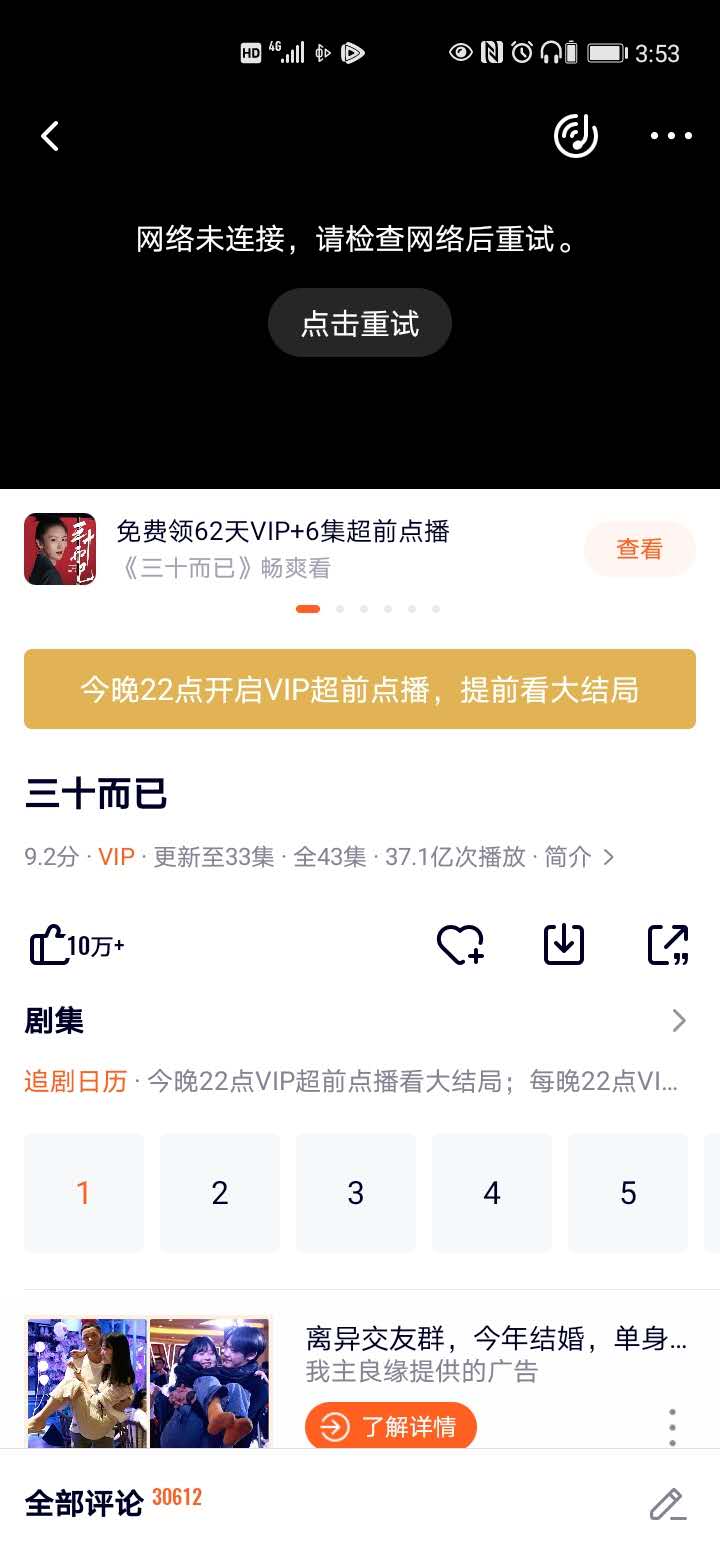 HD 4G 3:53
网络未连接，请检查网络后重试。
点击重试
三十而已
免费领62天VIP+6集超前点播
《三十而已》畅爽看
查看
今晚22点开启VIP超前点播，提前看大结局
三十而已
9.2分 · VIP · 更新至33集 · 全43集 · 37.1亿次播放 · 简介
10万+
剧集
追剧日历 · 今晚22点VIP超前点播看大结局；每晚22点VI...
1 2 3 4 5
离异交友群，今年结婚，单身...
我主良缘提供的广告
了解详情
全部评论 30612